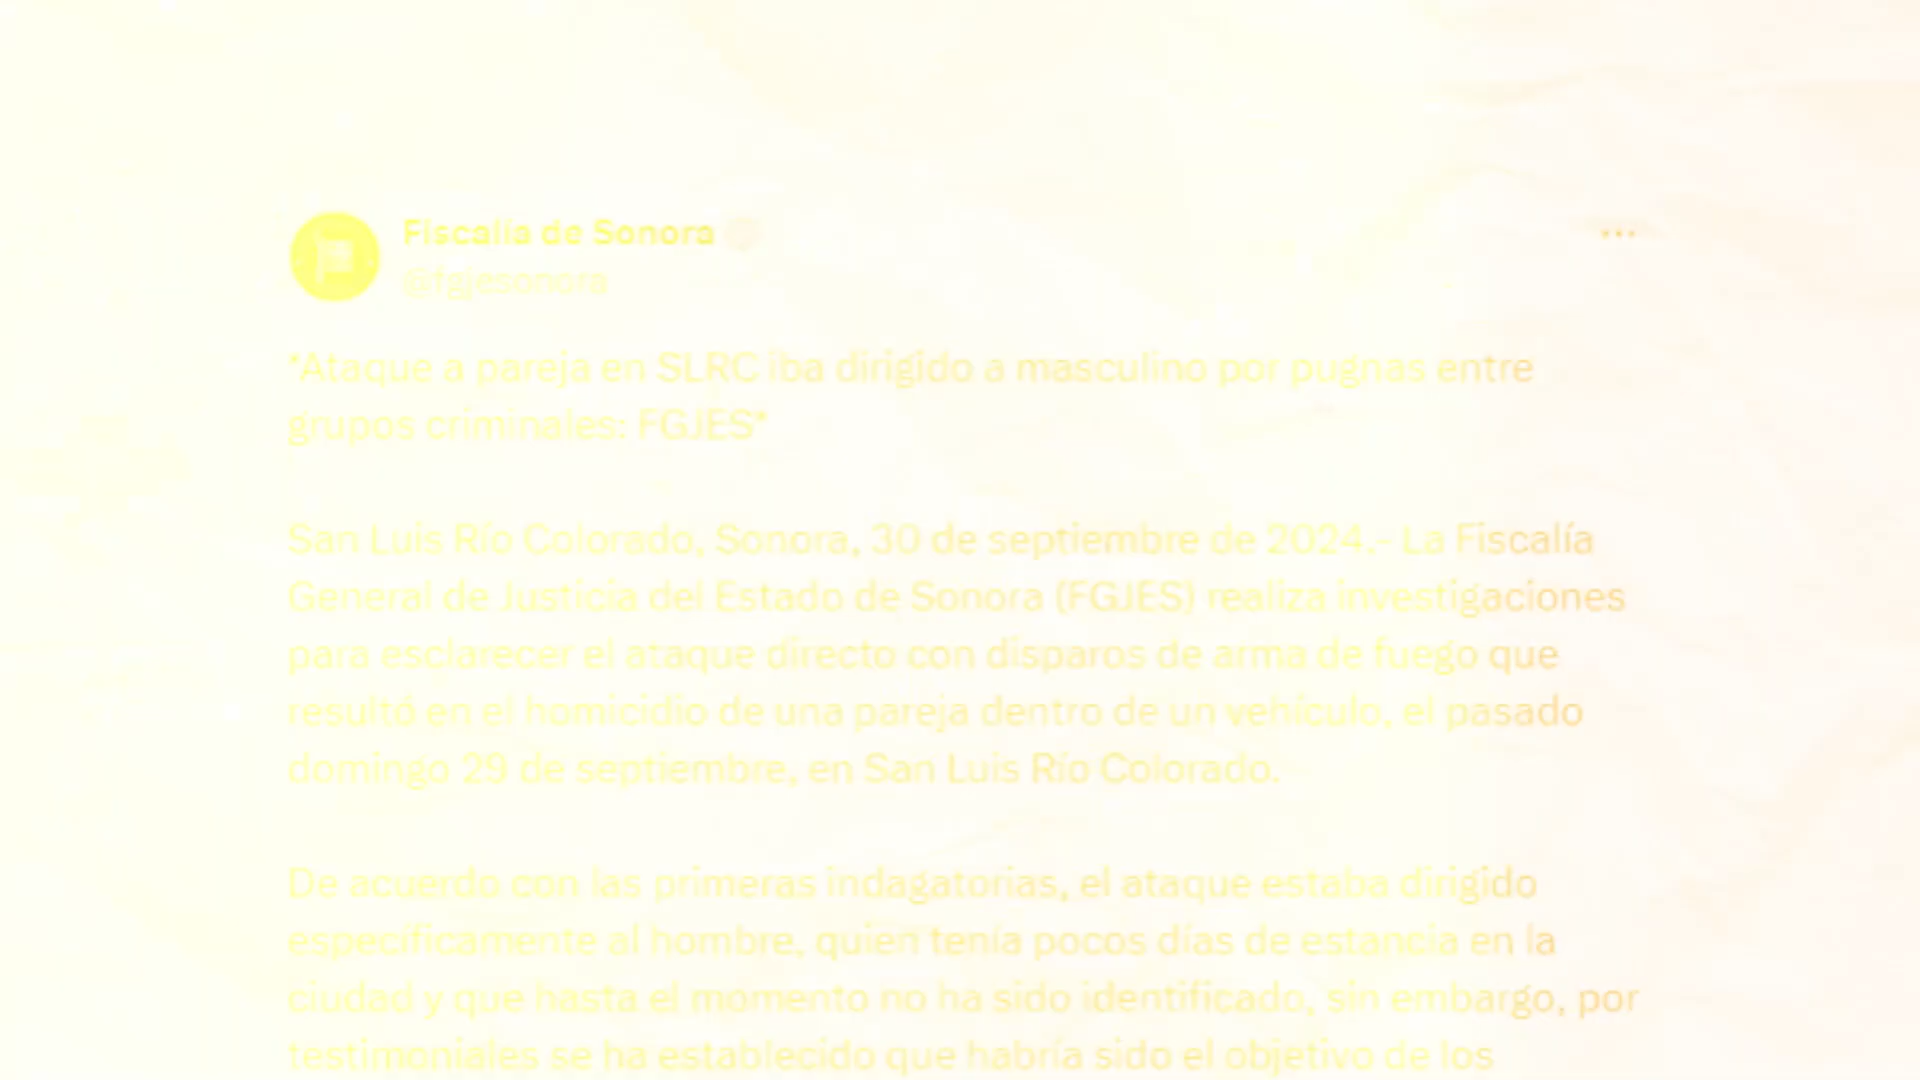 Fiscalía de Sonora
@fgjesonora
*Ataque a pareja en SLRC iba dirigido a masculino por pugnas entre
grupos criminales: FGJES*
San Luis Río Colorado, Sonora, 30 de septiembre de 2024.- La Fiscalía
General de Justicia del Estado de Sonora (FGJES) realiza investigaciones
para esclarecer el ataque directo con disparos de arma de fuego que
resultó en el homicidio de una pareja dentro de un vehículo, el pasado
domingo 29 de septiembre, en San Luis Río Colorado.
De acuerdo con las primeras indagatorias, el ataque estaba dirigido
específicamente al hombre, quien tenía pocos días de estancia en la
ciudad y que hasta el momento no ha sido identificado, sin embargo, por
testimoniales se ha establecido que habría sido el objetivo de los